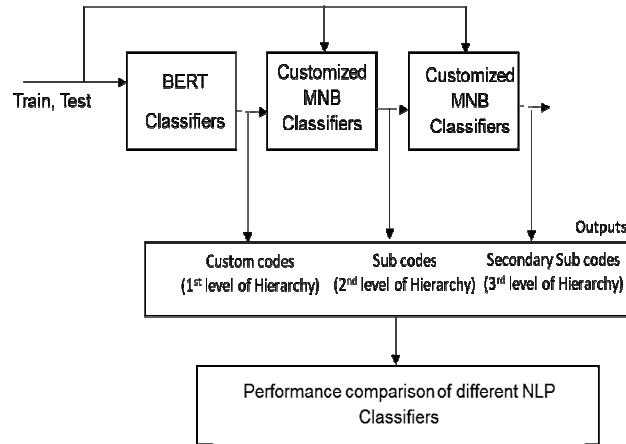 Train, Test
BERT
Classifiers
Customized
MNB
Classifiers
Customized
MNB
Classifiers
Outputs
Custom codes
(1st level of Hierarchy)
Sub codes
(2nd level of Hierarchy)
Secondary Sub codes
(3rd level of Hierarchy)
Performance comparison of different NLP
Classifiers